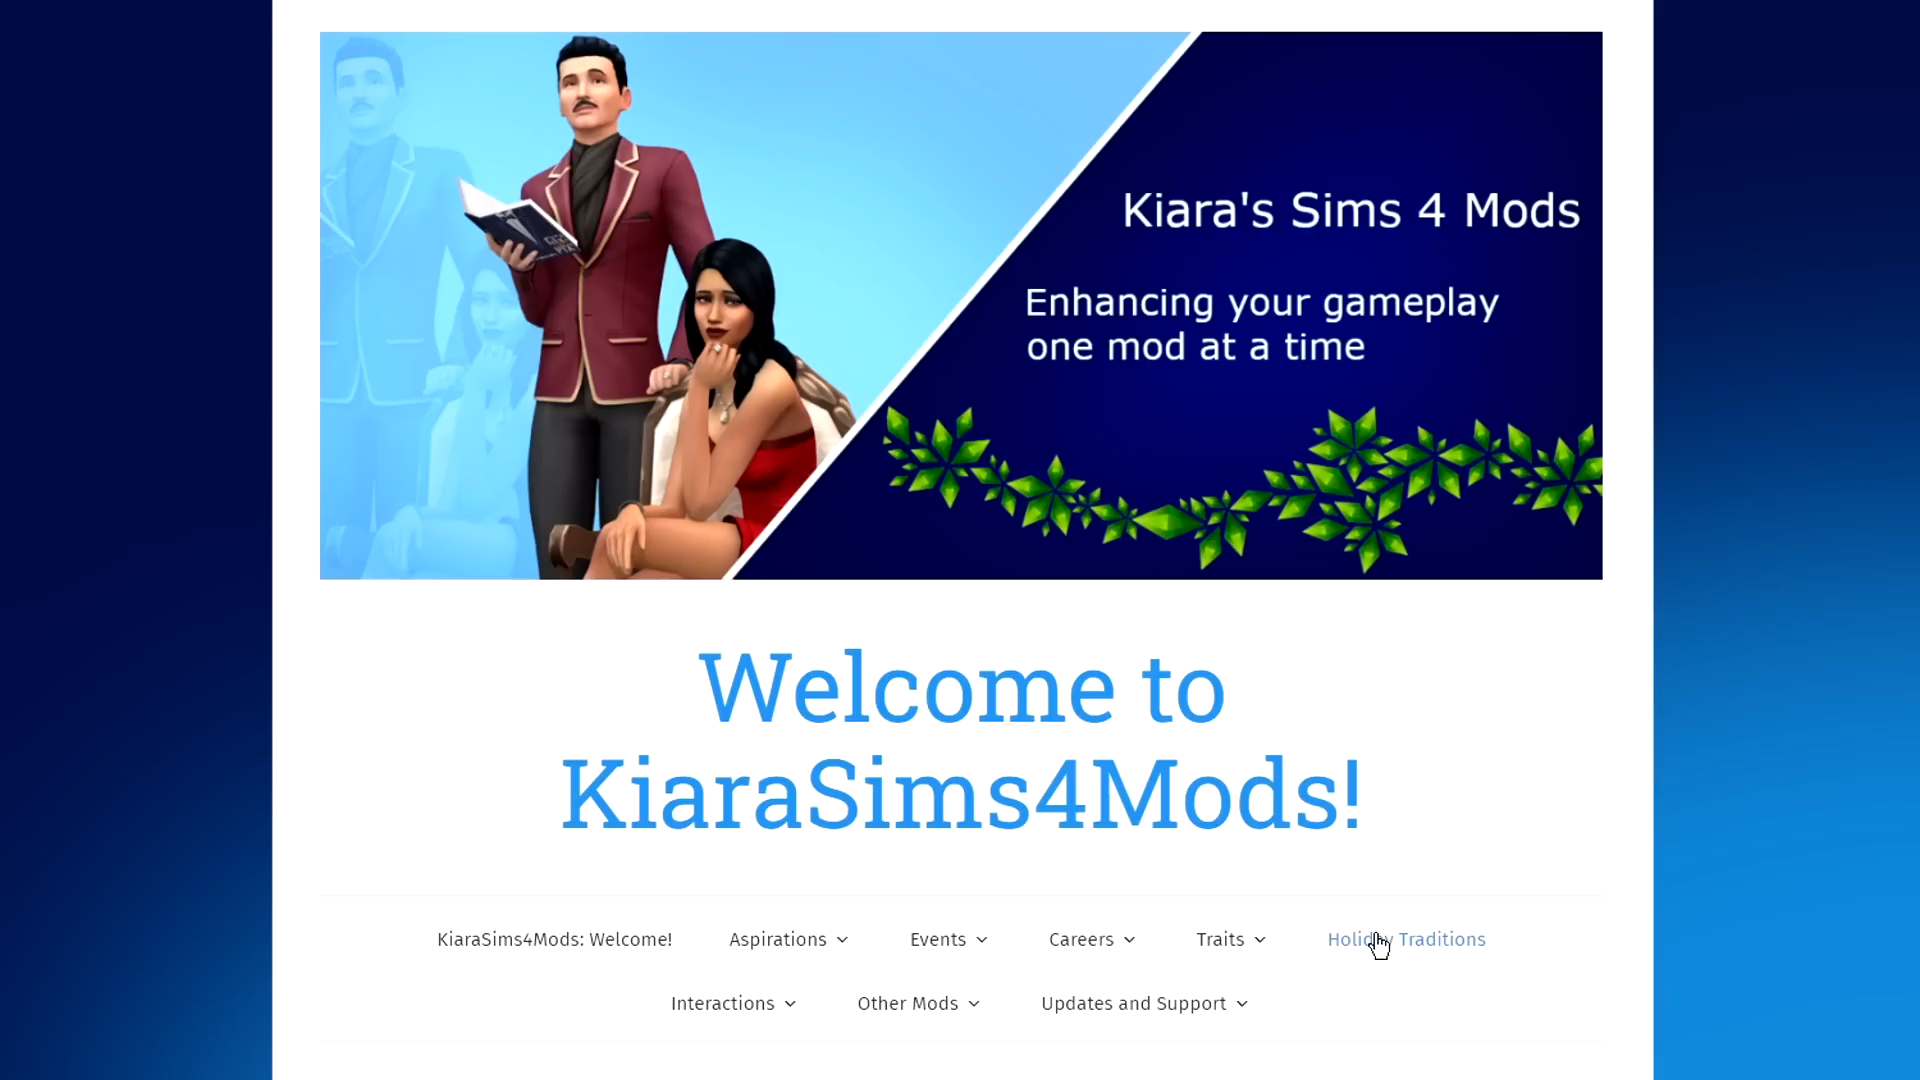 Kiara's Sims 4 Mods
Enhancing your gameplay
one mod at a time
Welcome to
KiaraSims4Mods!
KiaraSims4Mods: Welcome! Aspirations Events Careers Traits Holiday Traditions
Interactions Other Mods Updates and Support